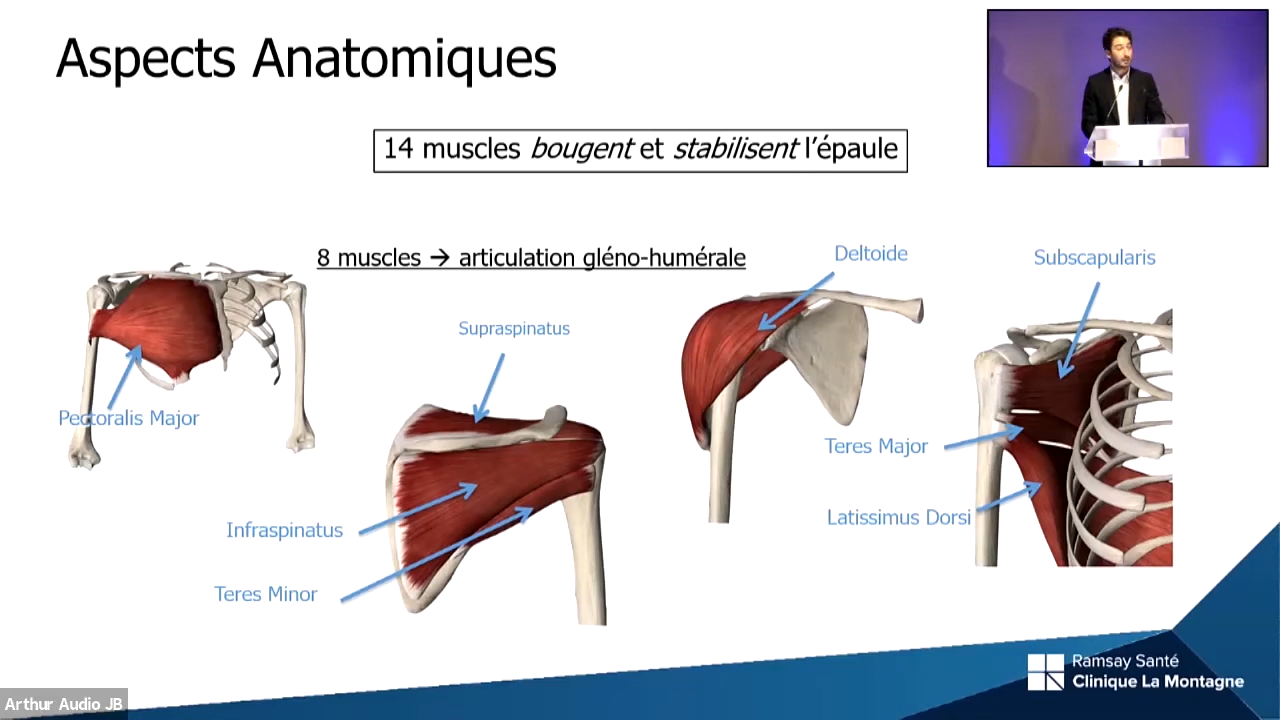 Aspects Anatomiques
14 muscles bougent et stabilisent l'épaule
8 muscles → articulation gléno-humérale
Deltoide
Subscapularis
Supraspinatus
Pectoralis Major
Teres Major
Latissimus Dorsi
Infraspinatus
Teres Minor
Ramsay Santé
Clinique La Montagne
Arthur Audio JB